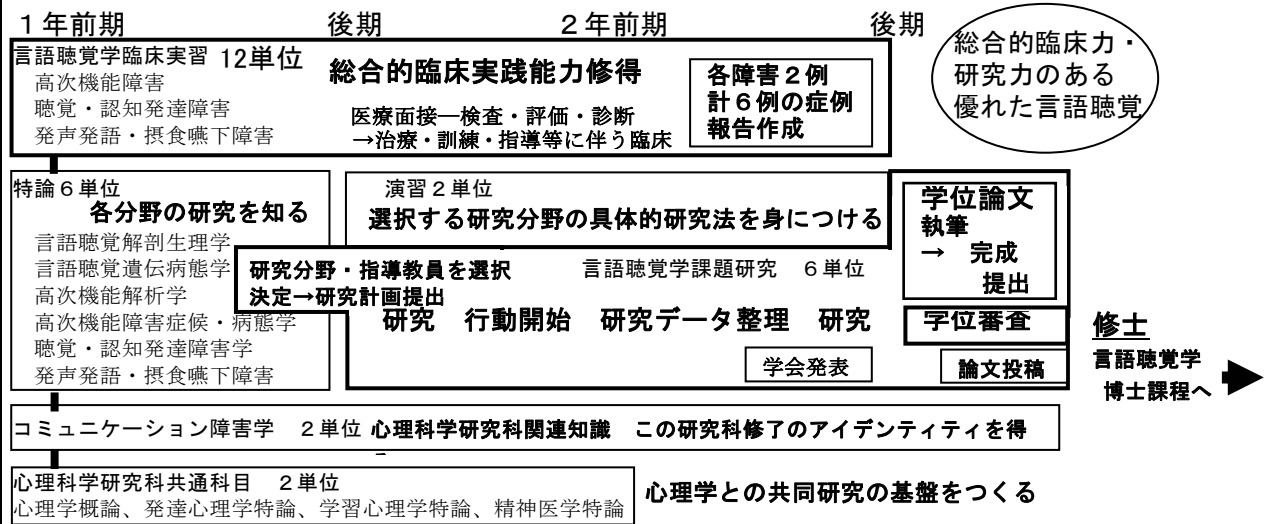 １年前期　後期　２年前期　後期
言語聴覚学臨床実習 12単位
高次機能障害
聴覚・認知発達障害
発声発語・摂食嚥下障害
総合的臨床実践能力修得
医療面接―検査・評価・診断
→治療・訓練・指導等に伴う臨床
各障害２例
計６例の症例
報告作成
総合的臨床力・
研究力のある
優れた言語聴覚
特論６単位
各分野の研究を知る
言語聴覚解剖生理学
言語聴覚遺伝病態学
高次機能解析学
高次機能障害症候・病態学
聴覚・認知発達障害学
発声発語・摂食嚥下障害
演習２単位
選択する研究分野の具体的研究法を身につける
研究分野・指導教員を選択
決定→研究計画提出
言語聴覚学課題研究　６単位
研究　行動開始　研究データ整理　研究
学会発表
学位論文
執筆
→　完成
提出
学位審査
論文投稿
修士
言語聴覚学
博士課程へ
コミュニケーション障害学　２単位 心理科学研究科関連知識　この研究科修了のアイデンティティを得
心理科学研究科共通科目　２単位
心理学概論、発達心理学特論、学習心理学特論、精神医学特論
心理学との共同研究の基盤をつくる